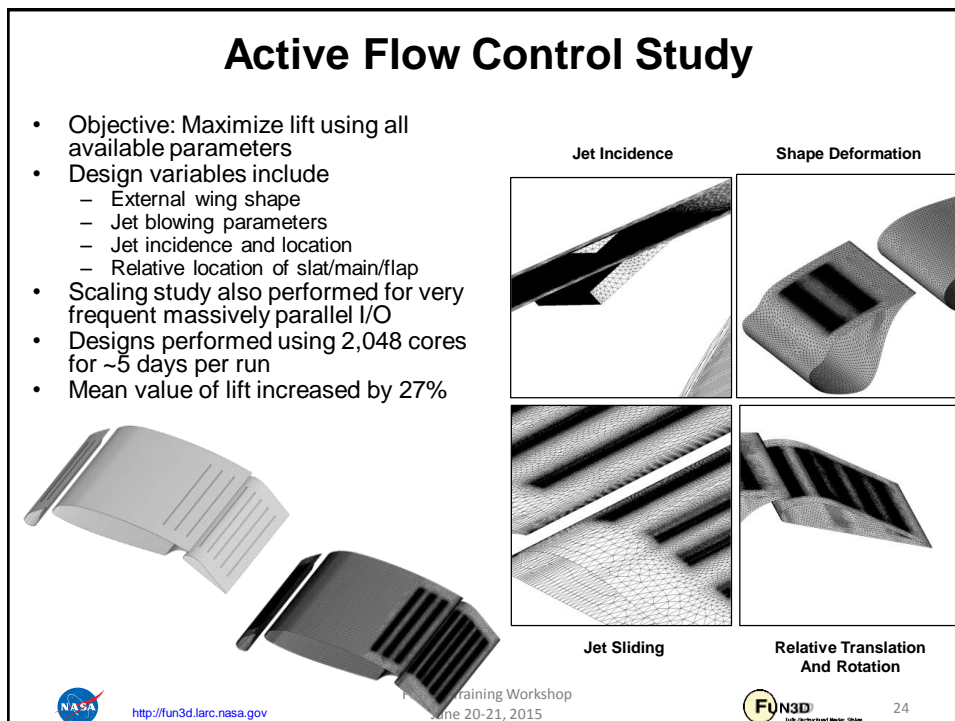 Active Flow Control Study
• Objective: Maximize lift using all
available parameters
• Design variables include
– External wing shape
– Jet blowing parameters
– Jet incidence and location
– Relative location of slat/main/flap
• Scaling study also performed for very
frequent massively parallel I/O
• Designs performed using 2,048 cores
for ~5 days per run
• Mean value of lift increased by 27%
Jet Incidence
Shape Deformation
Jet Sliding
Relative Translation
And Rotation
NASA
http://fun3d.larc.nasa.gov
Training Workshop
June 20-21, 2015
FUN3D
24